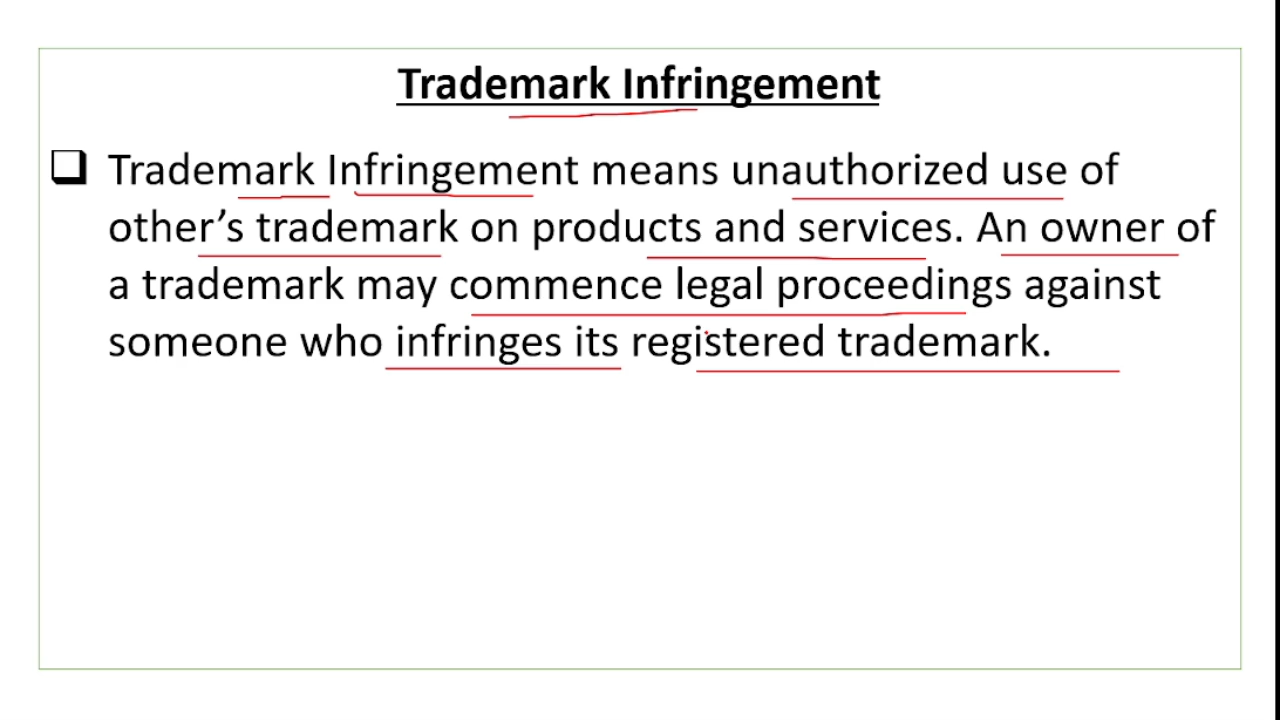 Trademark Infringement
Trademark Infringement means unauthorized use of
other’s trademark on products and services. An owner of
a trademark may commence legal proceedings against
someone who infringes its registered trademark.